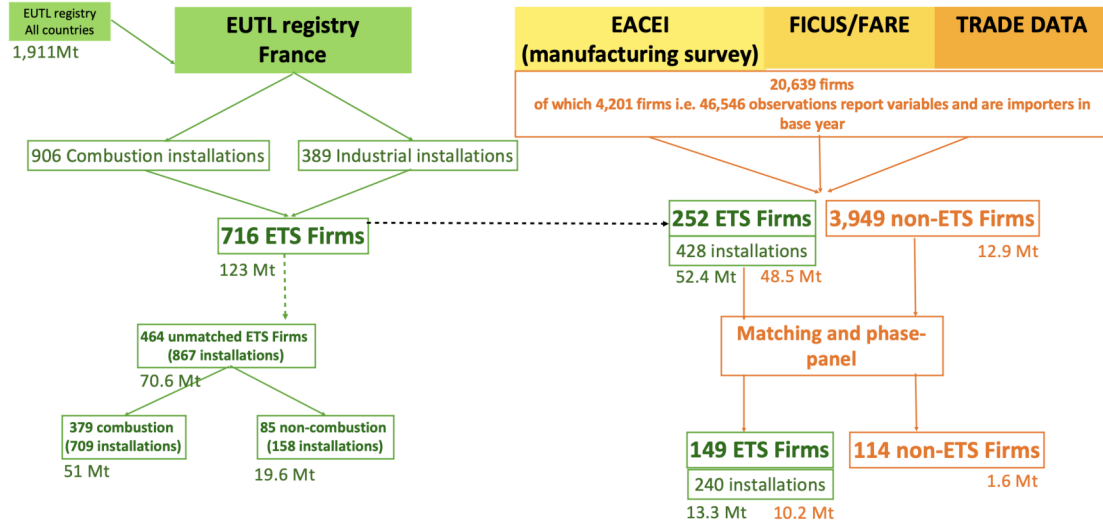 EUTL registry
All countries
1,911Mt
EUTL registry
France
EACEI
(manufacturing survey)
FICUS/FARE
TRADE DATA
20,639 firms
of which 4,201 firms i.e. 46,546 observations report variables and are importers in
base year
906 Combustion installations
389 Industrial installations
716 ETS Firms
123 Mt
252 ETS Firms
428 installations
52.4 Mt
48.5 Mt
3,949 non-ETS Firms
12.9 Mt
464 unmatched ETS Firms
(867 installations)
70.6 Mt
379 combustion
(709 installations)
51 Mt
85 non-combustion
(158 installations)
19.6 Mt
Matching and phase-
panel
149 ETS Firms
240 installations
13.3 Mt
10.2 Mt
114 non-ETS Firms
1.6 Mt